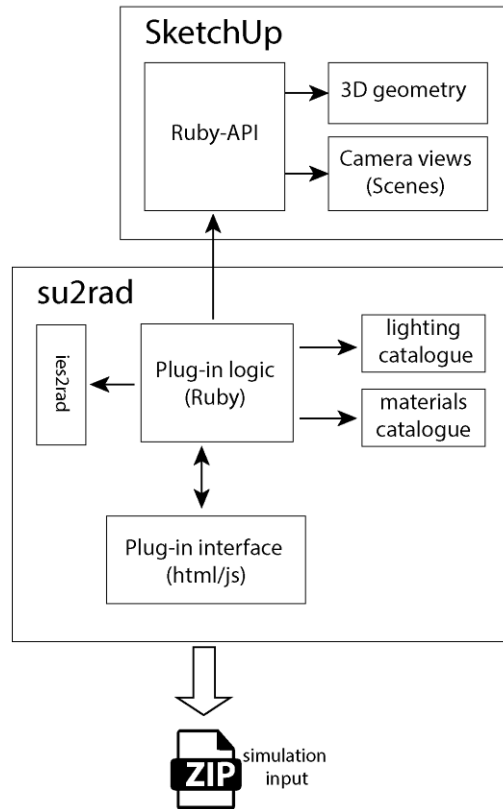 SketchUp
Ruby-API
3D geometry
Camera views
(Scenes)
su2rad
ies2rad
Plug-in logic
(Ruby)
lighting
catalogue
materials
catalogue
Plug-in interface
(html/js)
ZIP
simulation
input